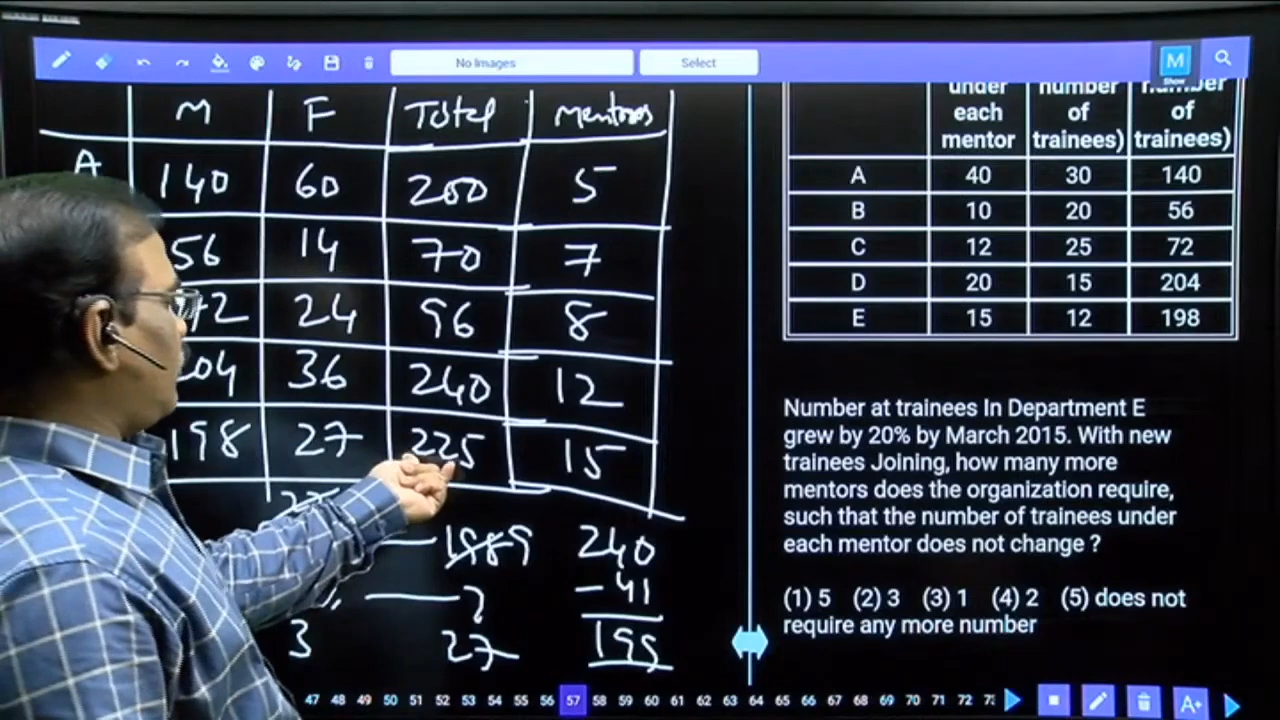 No Images
Select
M
Show
M F Total Mentors
A 140 60 200 5
56 14 70 7
72 24 96 8
204 36 240 12
198 27 225 15
1989 240
? - 41
3 27 199
under each mentor
number of trainees)
number of trainees)
A 40 30 140
B 10 20 56
C 12 25 72
D 20 15 204
E 15 12 198
Number at trainees In Department E
grew by 20% by March 2015. With new
trainees Joining, how many more
mentors does the organization require,
such that the number of trainees under
each mentor does not change ?
(1) 5 (2) 3 (3) 1 (4) 2 (5) does not
require any more number
47 48 49 50 51 52 53 54 55 56 57 58 59 60 61 62 63 64 65 66 67 68 69 70 71 72
A+